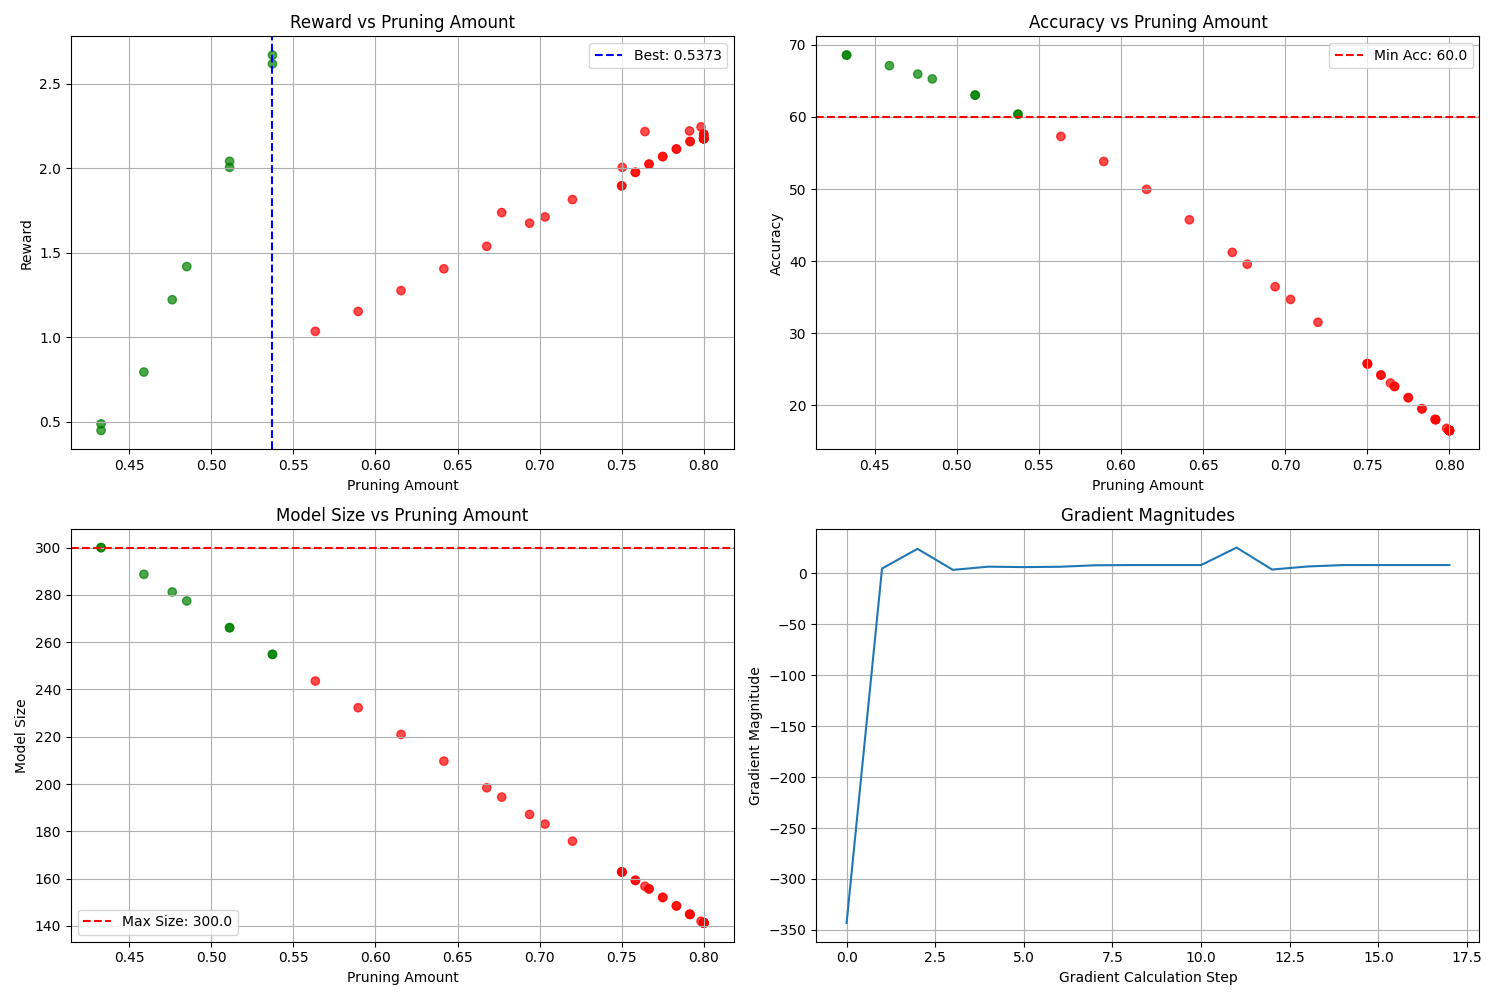 Reward vs Pruning Amount
Best: 0.5373
Reward
2.5
2.0
1.5
1.0
0.5
0.45 0.50 0.55 0.60 0.65 0.70 0.75 0.80
Pruning Amount
Accuracy vs Pruning Amount
Min Acc: 60.0
Accuracy
70
60
50
40
30
20
0.45 0.50 0.55 0.60 0.65 0.70 0.75 0.80
Pruning Amount
Model Size vs Pruning Amount
Max Size: 300.0
Model Size
300
280
260
240
220
200
180
160
140
0.45 0.50 0.55 0.60 0.65 0.70 0.75 0.80
Pruning Amount
Gradient Magnitudes
Gradient Magnitude
0
−50
−100
−150
−200
−250
−300
−350
0.0 2.5 5.0 7.5 10.0 12.5 15.0 17.5
Gradient Calculation Step